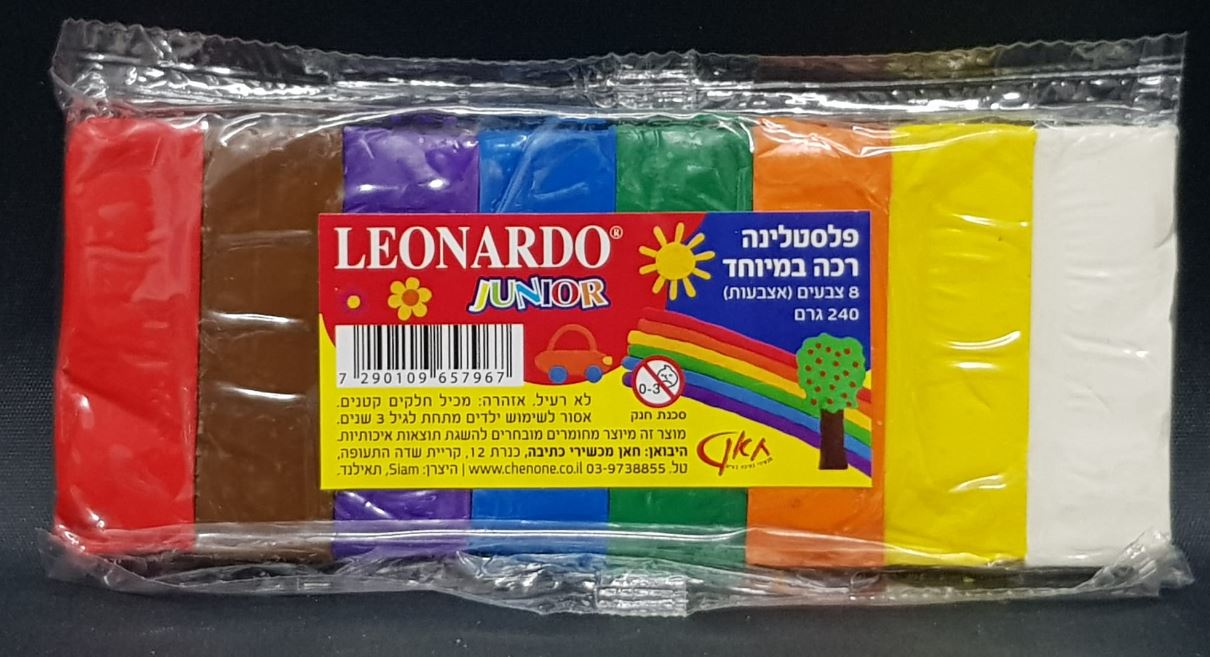 LEONARDO®
JUNIOR
פלסטלינה
רכה במיוחד
8 צבעים (אצבעות)
240 גרם
7 290109 657967
0-3
סכנת חנק
לא רעיל. אזהרה: מכיל חלקים קטנים.
אסור לשימוש ילדים מתחת לגיל 3 שנים.
מוצר זה מיוצר מחומרים מובחרים להשגת תוצאות איכותיות.
היבואן: חאן מכשירי כתיבה, כנרת 12, קריית שדה התעופה,
טל. 03-9738855 www.chenone.co.il | היצרן: Siam, תאילנד.
חאן